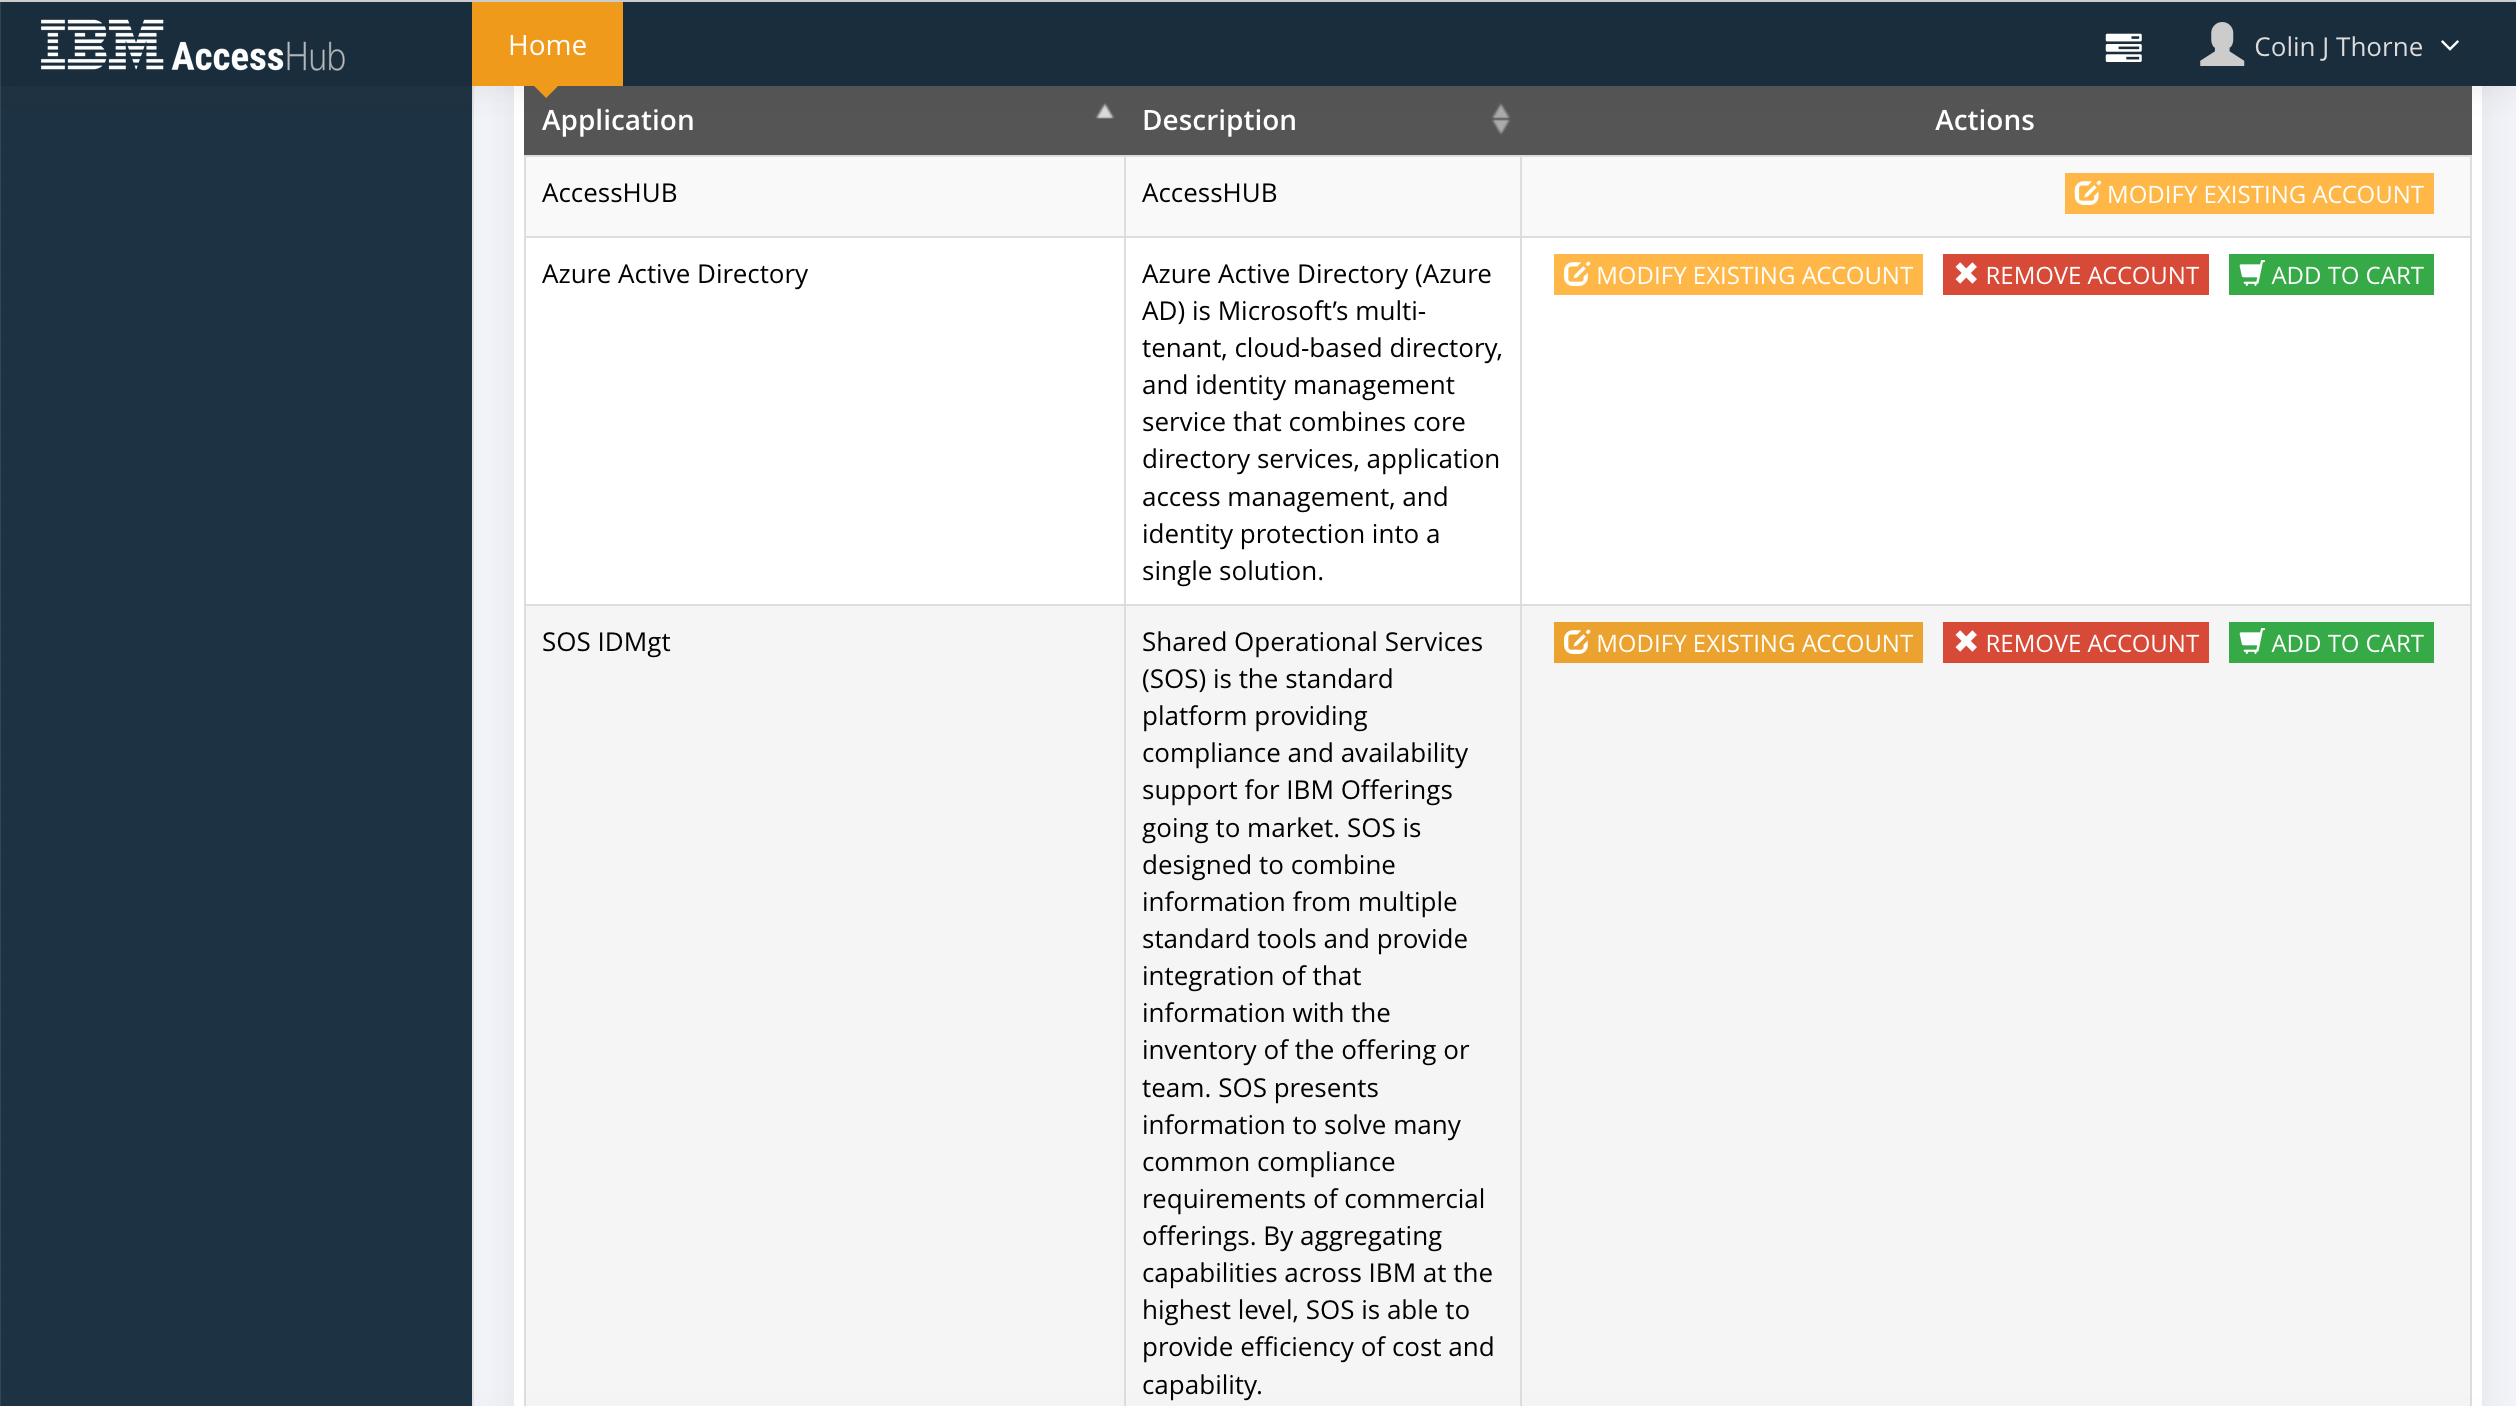 IBM AccessHub
Home
Colin J Thorne
Application
Description
Actions
AccessHUB
AccessHUB
MODIFY EXISTING ACCOUNT
Azure Active Directory
Azure Active Directory (Azure
AD) is Microsoft’s multi-
tenant, cloud-based directory,
and identity management
service that combines core
directory services, application
access management, and
identity protection into a
single solution.
MODIFY EXISTING ACCOUNT
REMOVE ACCOUNT
ADD TO CART
SOS IDMgt
Shared Operational Services
(SOS) is the standard
platform providing
compliance and availability
support for IBM Offerings
going to market. SOS is
designed to combine
information from multiple
standard tools and provide
integration of that
information with the
inventory of the offering or
team. SOS presents
information to solve many
common compliance
requirements of commercial
offerings. By aggregating
capabilities across IBM at the
highest level, SOS is able to
provide efficiency of cost and
capability.
MODIFY EXISTING ACCOUNT
REMOVE ACCOUNT
ADD TO CART